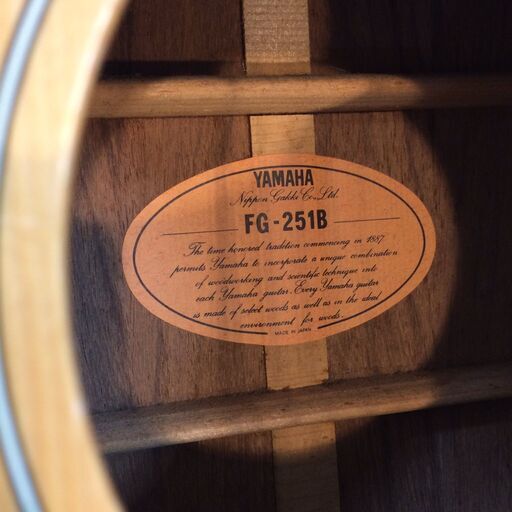 YAMAHA
Nippon Gakki Co., Ltd.
FG-251B
The time honored tradition commencing in 1887
permits Yamaha to incorporate a unique combination
of woodworking and scientific technique into
each Yamaha guitar. Every Yamaha guitar
is made of select woods as well as in the ideal
environment for woods.
MADE IN JAPAN